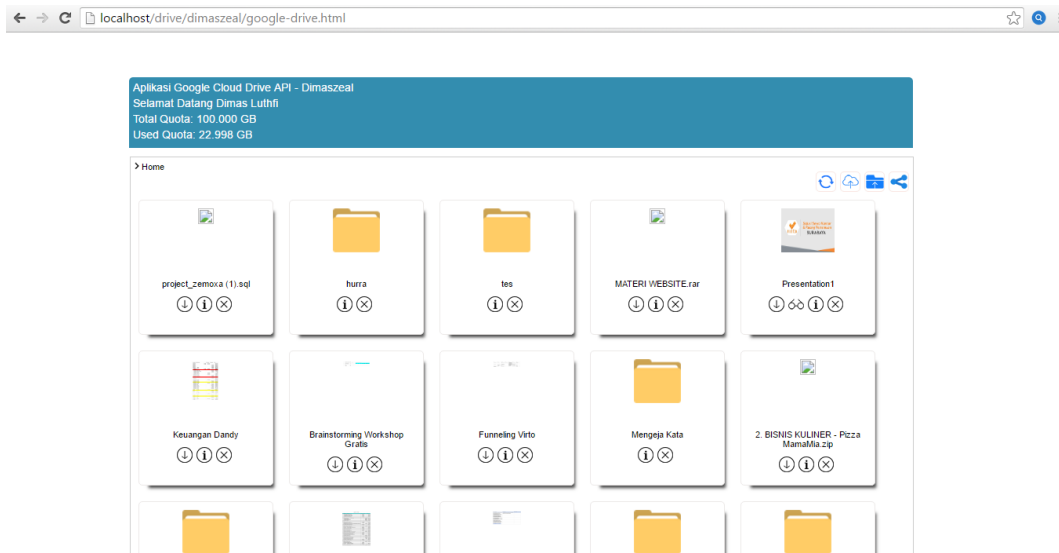 localhost/drive/dimaszeal/google-drive.html
Aplikasi Google Cloud Drive API - Dimaszeal
Selamat Datang Dimas Luthfi
Total Quota: 100.000 GB
Used Quota: 22.998 GB
> Home
project_zemoxa (1).sql
hurra
tes
MATERI WEBSITE.rar
Presentation1
Keuangan Dandy
Brainstorming Workshop
Gratis
Funneling Virto
Mengeja Kata
2. BISNIS KULINER - Pizza
MamaMia.zip